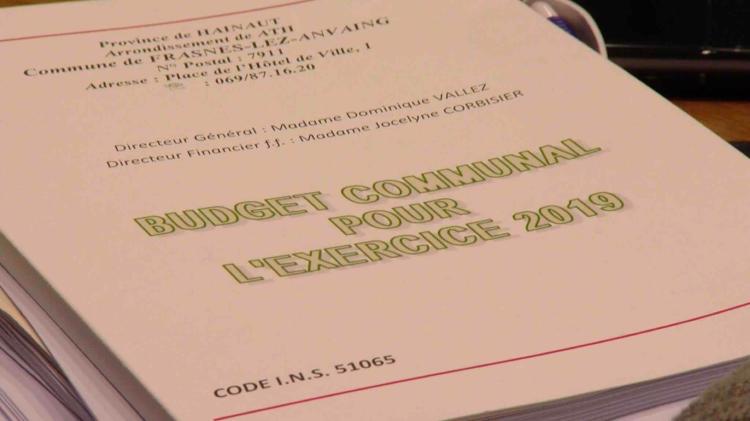 Province de HAINAUT
Arrondissement de ATH
Commune de FRASNES-LEZ-ANVAING
N° Postal : 7911
Adresse : Place de l'Hôtel de Ville, 1
☏ : 069/87.16.20
Directeur Général : Madame Dominique VALLEZ
Directeur Financier f.f. : Madame Jocelyne CORBISIER
BUDGET COMMUNAL
POUR
L'EXERCICE 2019
CODE I.N.S. 51065